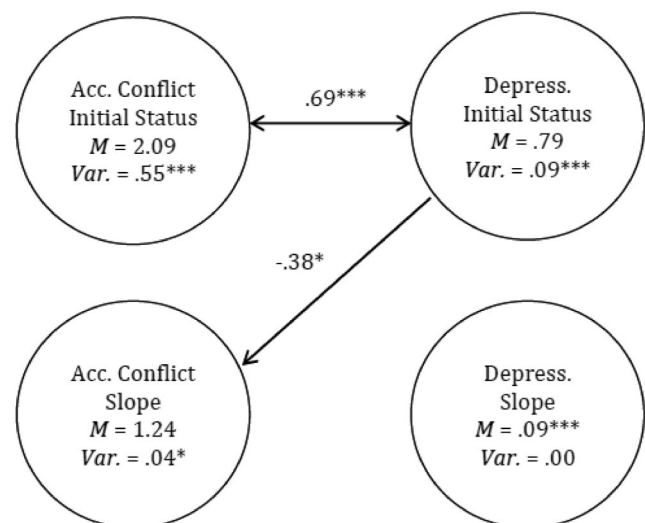 Acc. Conflict
Initial Status
M = 2.09
Var. = .55***
.69***
Depress.
Initial Status
M = .79
Var. = .09***
-.38*
Acc. Conflict
Slope
M = 1.24
Var. = .04*
Depress.
Slope
M = .09***
Var. = .00